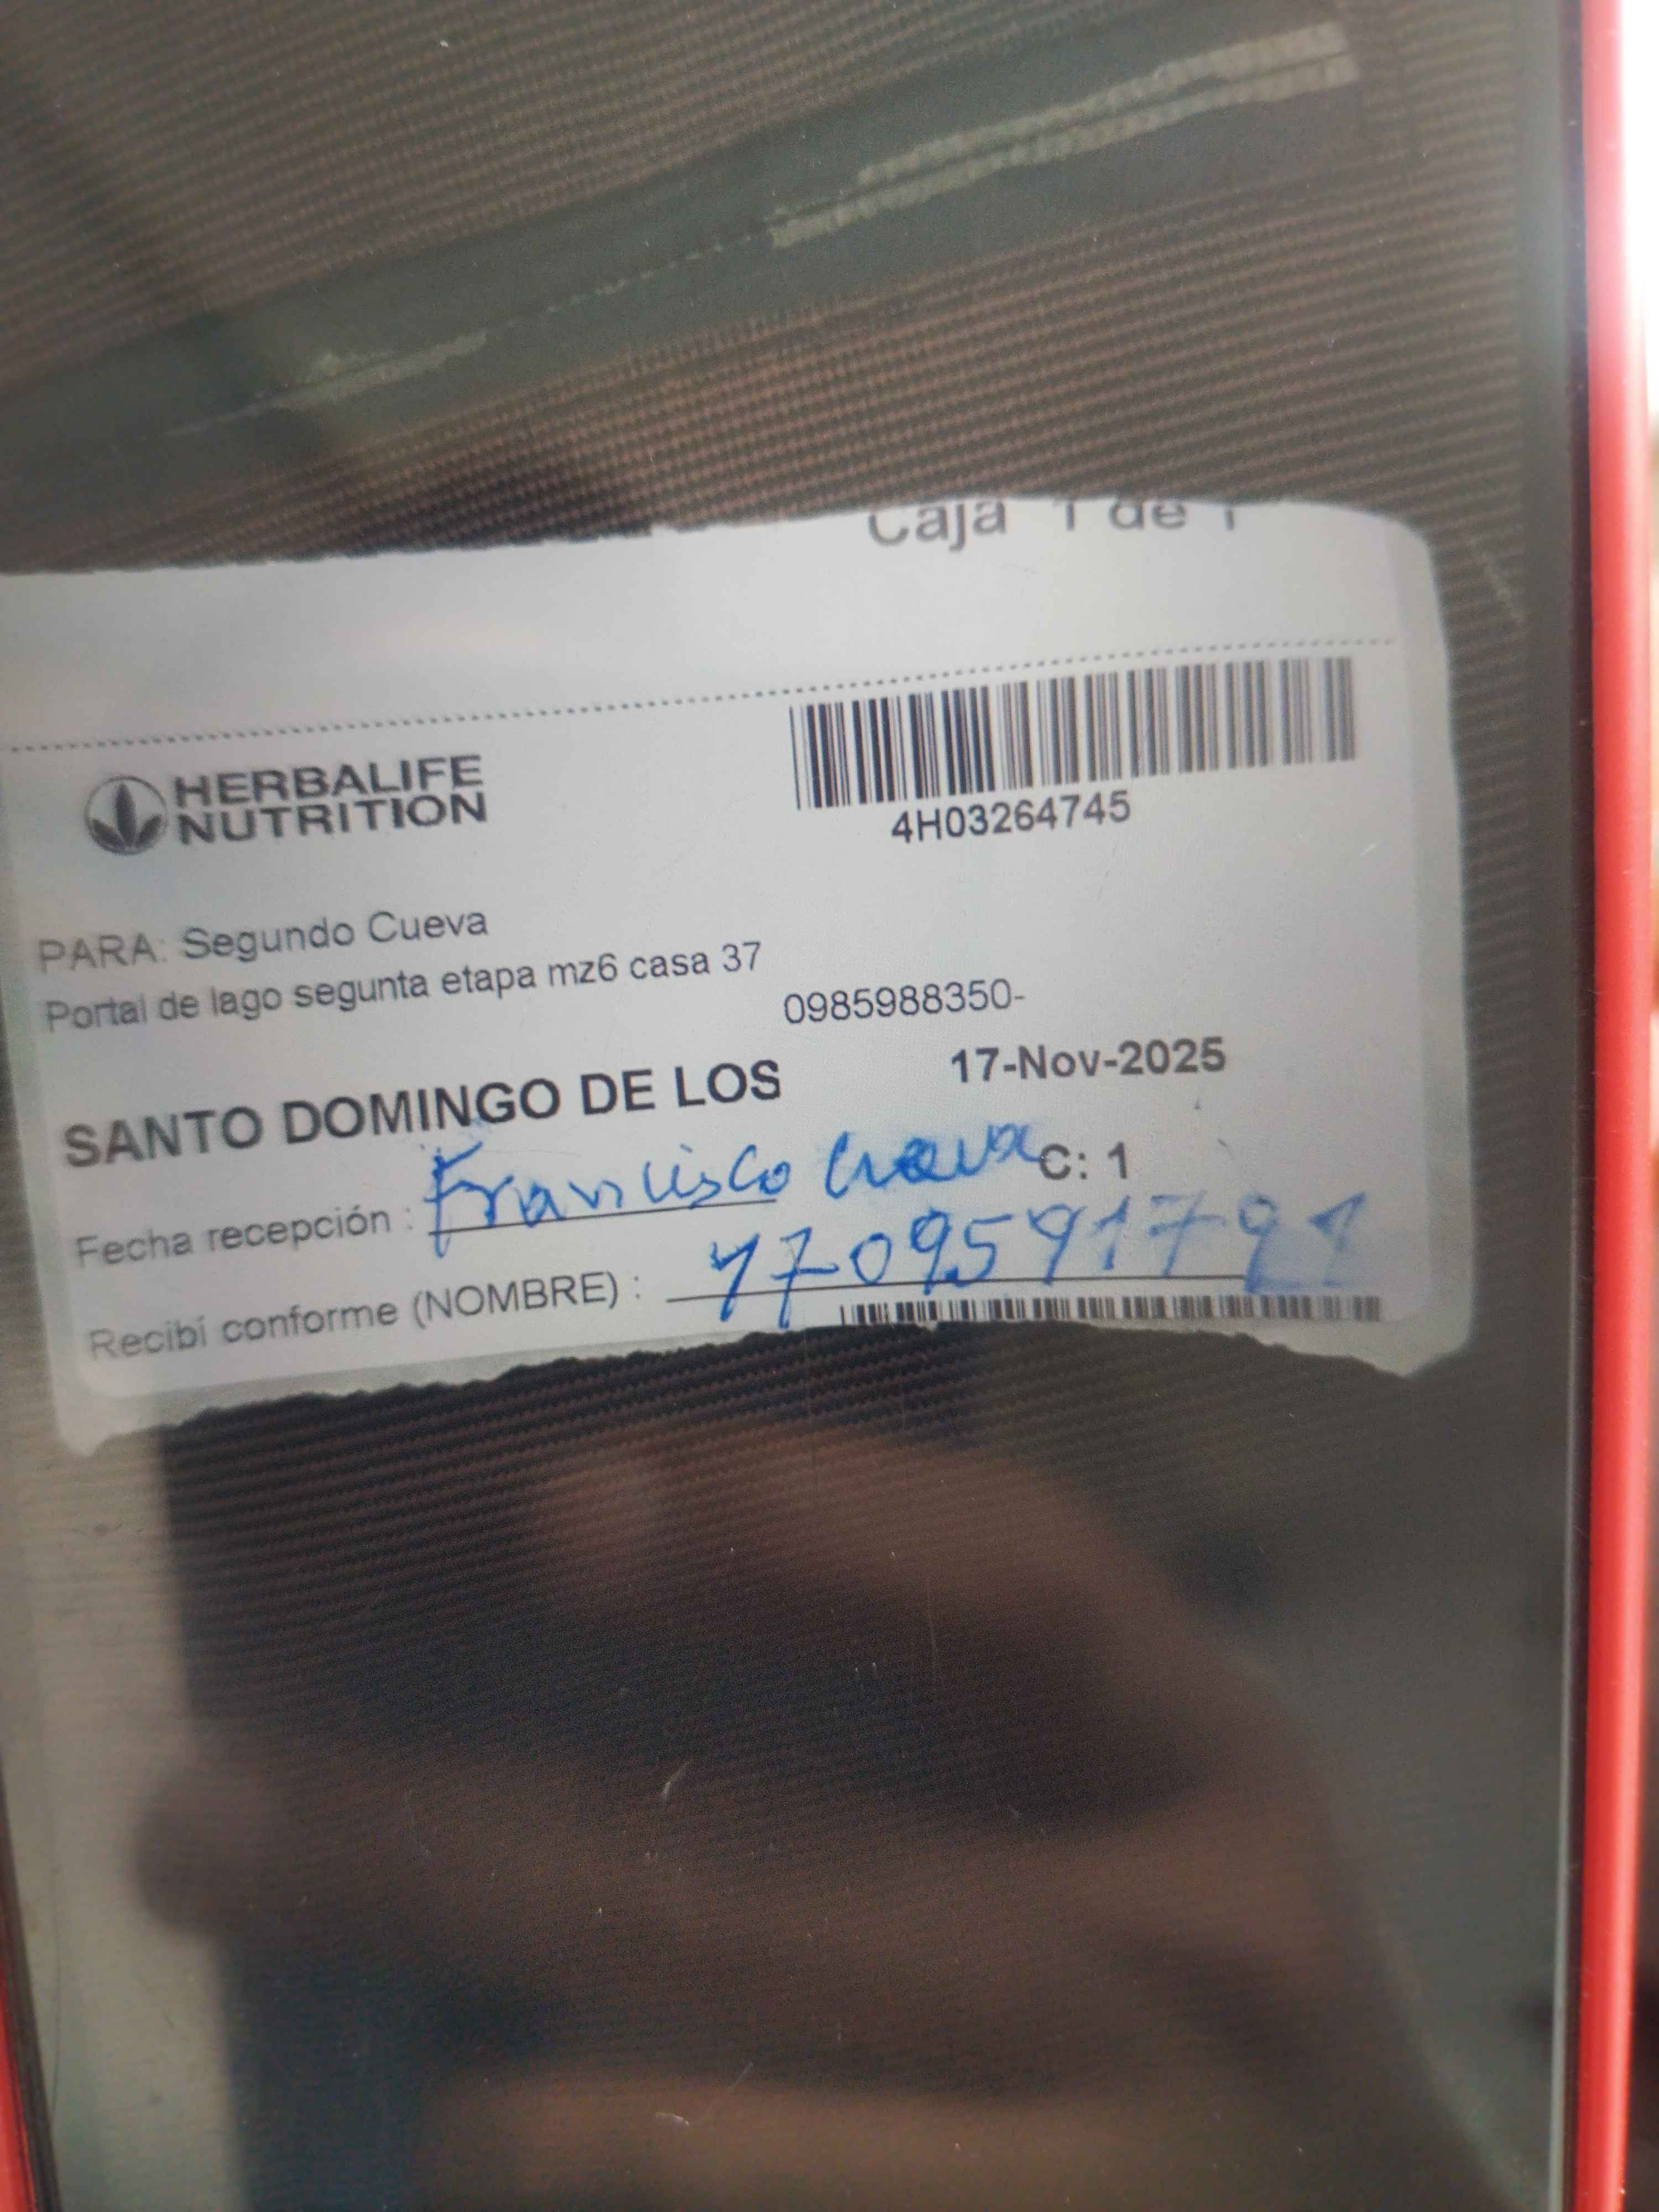 Caja 1 de 1
HERBALIFE
NUTRITION
4H03264745
PARA: Segundo Cueva
Portal de lago segunta etapa mz6 casa 37
0985988350-
SANTO DOMINGO DE LOS
17-Nov-2025
Fecha recepción : Francisco Cueva C: 1
Recibí conforme (NOMBRE) : 1709591791